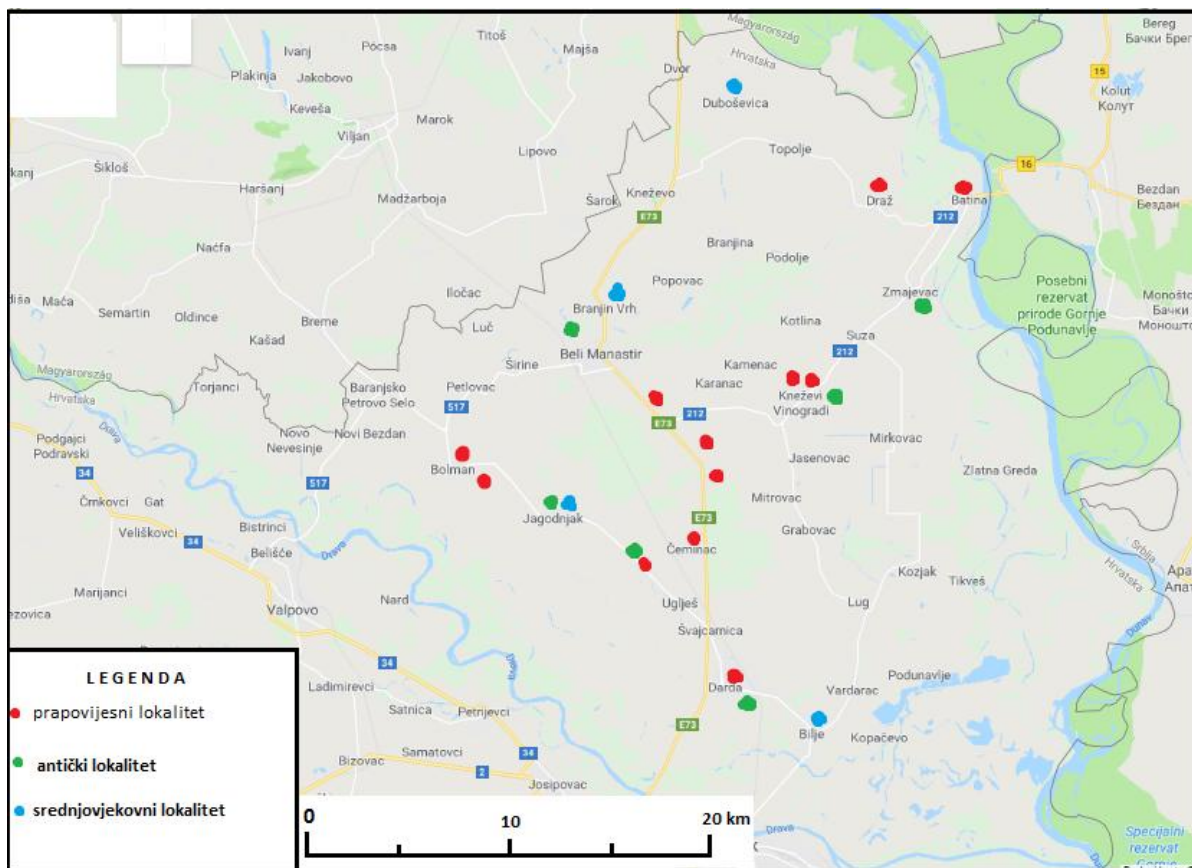 Ivanj
Pócsa
Titoš
Majša
Magyarország
Hrvatska
Bereg
Бачки Брег
Plakinja
Jakobovo
Keveša
Dvor
Duboševica
15
Kolut
Колут
Marok
Viljan
Lipovo
Šikloš
Topolje
16
Haršanj
Madžarboja
Šarok
Kneževo
Draž
Batina
Bezdan
Бездан
E73
212
Načfa
Branjina
Podolje
Popovac
Posebni
rezervat
prirode Gornje
Podunavlje
Mača
Semartin
Oldince
Iločac
Zmajevac
Breme
Luč
Branjin Vrh
Kotlina
Suza
Kašad
Beli Manastir
212
Širine
Kamenac
Magyarország
Hrvatska
Torjanci
Baranjsko
Petrovo Selo
Petlovac
Karanac
Kneževi
Vinogradi
517
212
E73
Drava
Podgajci
Podravski
Novo
Nevesinje
Novi Bezdan
Mirkovac
34
Bolman
Jasenovac
Zlatna Greda
517
Črnkovci
Gat
Mitrovac
Veliškovci
Bistrinci
Jagodnjak
E73
Grabovac
34
Belišće
Drava
Čeminac
Srbija
Hrvatska
Kozjak
Tikveš
Marijanci
Valpovo
Nard
Uglješ
Lug
Švajcarnica
Dunav
34
LEGENDA
Darda
Podunavlje
Ladimirevci
Vardarac
prapovijesni lokalitet
Satnica
Petrijevci
E73
Bilje
Kopačevo
Samatovci
34
antički lokalitet
Bizovac
2
Josipovac
srednjovjekovni lokalitet
0
10
20 km
Drava
Specijalni
rezervat